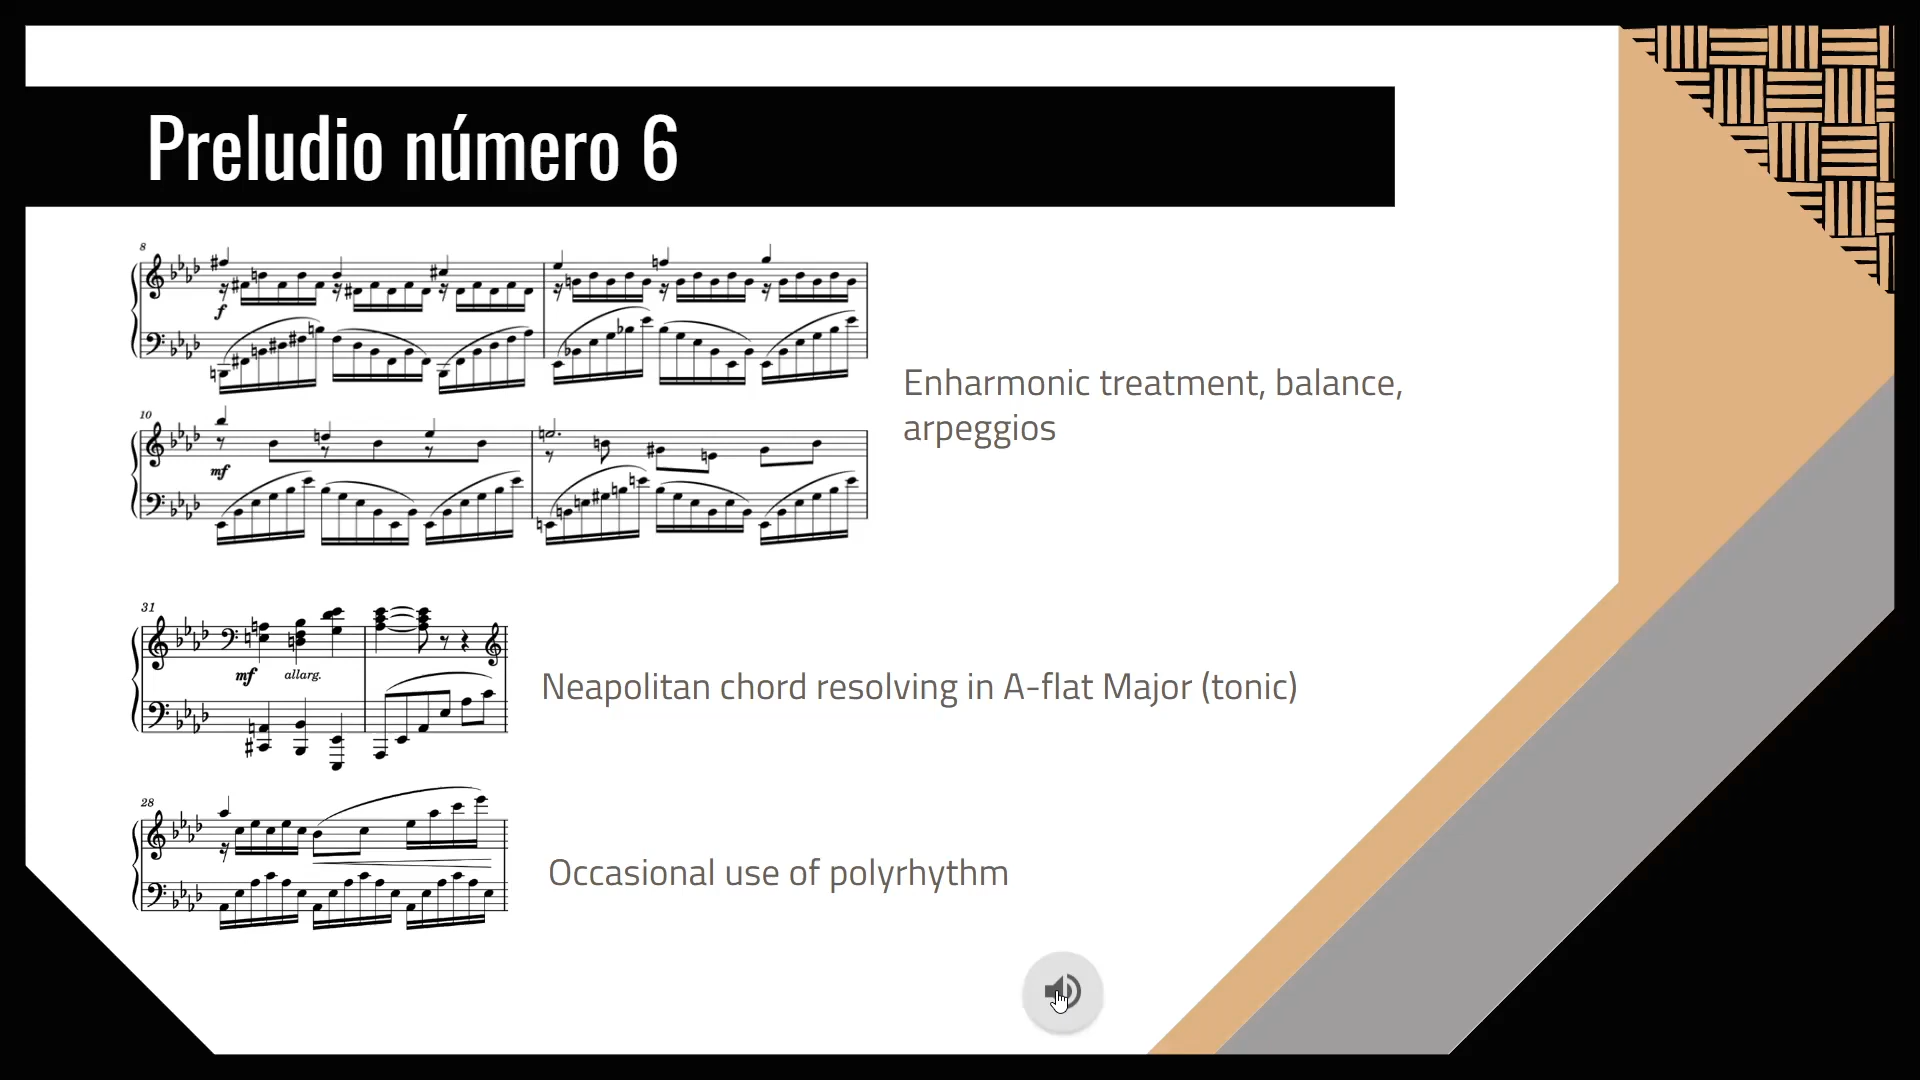 Preludio número 6
8
f
10
mf
Enharmonic treatment, balance,
arpeggios
31
mf allarg.
Neapolitan chord resolving in A-flat Major (tonic)
28
Occasional use of polyrhythm